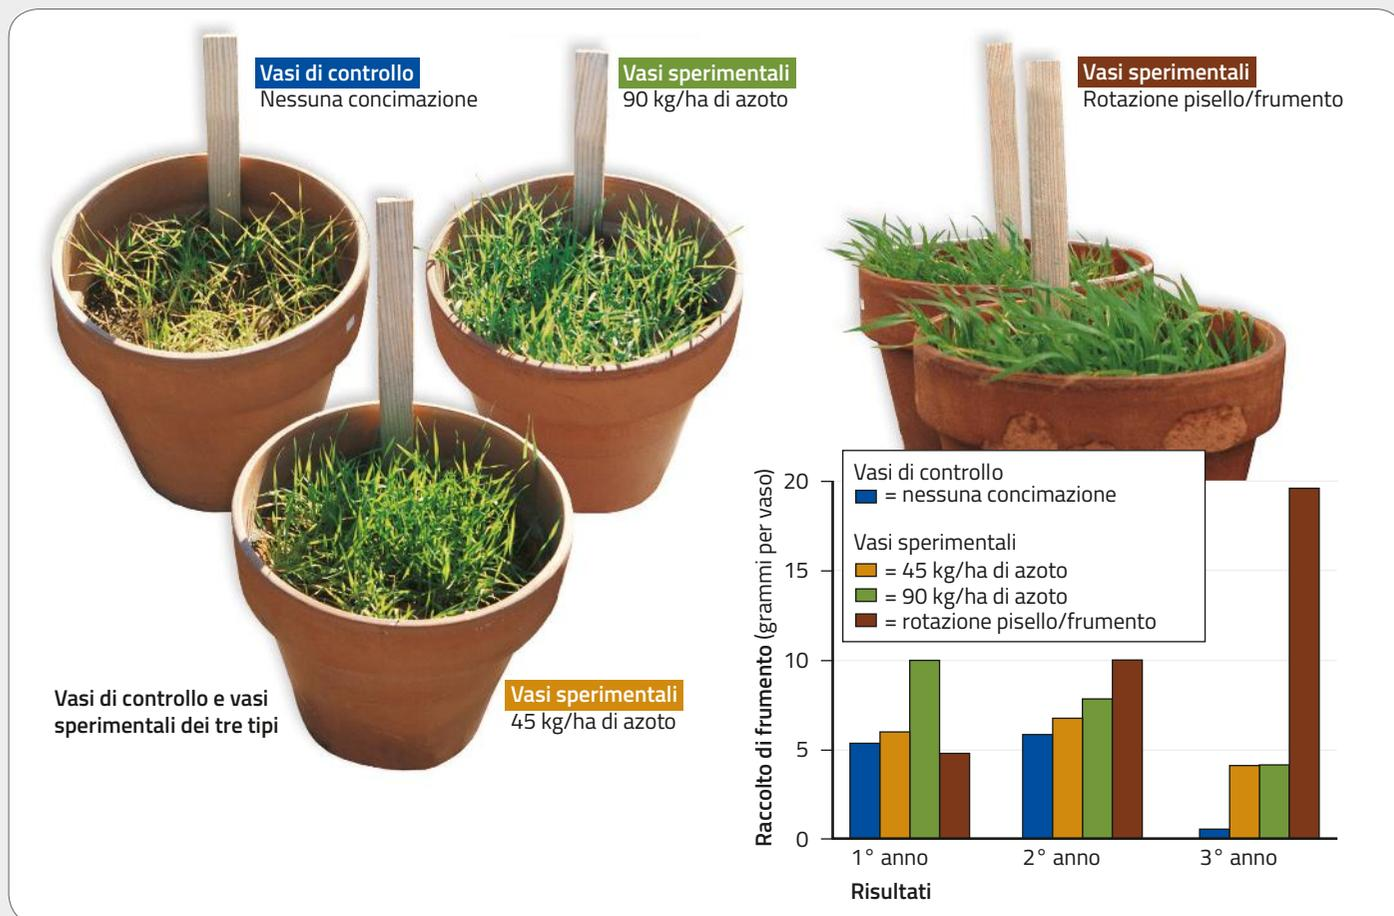 Vasi di controllo
Nessuna concimazione
Vasi sperimentali
90 kg/ha di azoto
Vasi sperimentali
Rotazione pisello/frumento
Vasi di controllo e vasi
sperimentali dei tre tipi
Vasi sperimentali
45 kg/ha di azoto
Raccolto di frumento (grammi per vaso)
20
15
10
5
0
Vasi di controllo
= nessuna concimazione
Vasi sperimentali
= 45 kg/ha di azoto
= 90 kg/ha di azoto
= rotazione pisello/frumento
1° anno
2° anno
3° anno
Risultati